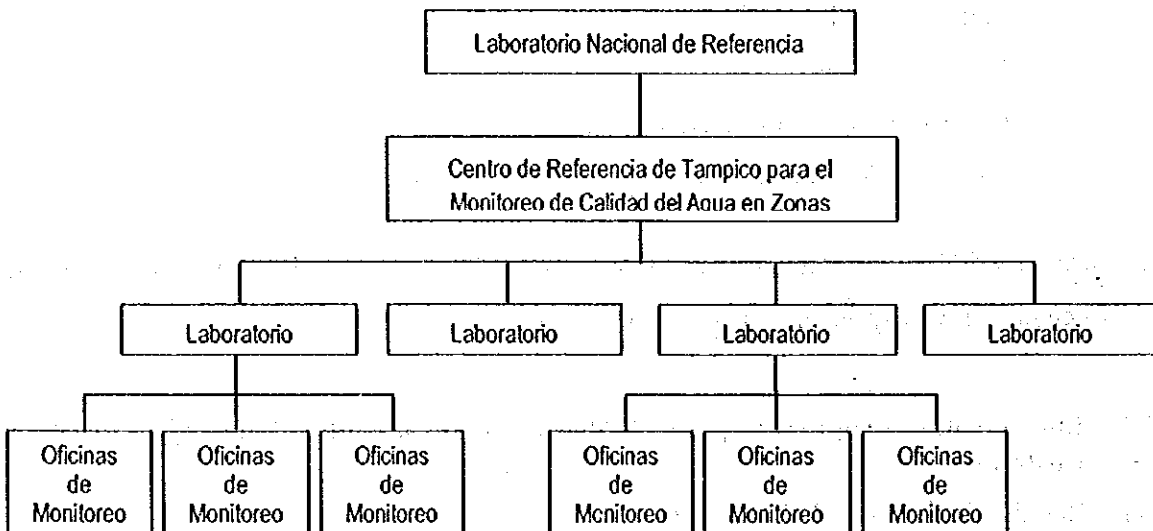 Laboratorio Nacional de Referencia
Centro de Referencia de Tampico para el
Monitoreo de Calidad del Agua en Zonas
Laboratorio
Laboratorio
Laboratorio
Laboratorio
Oficinas
de
Monitoreo
Oficinas
de
Monitoreo
Oficinas
de
Monitoreo
Oficinas
de
Monitoreo
Oficinas
de
Monitoreo
Oficinas
de
Monitoreo